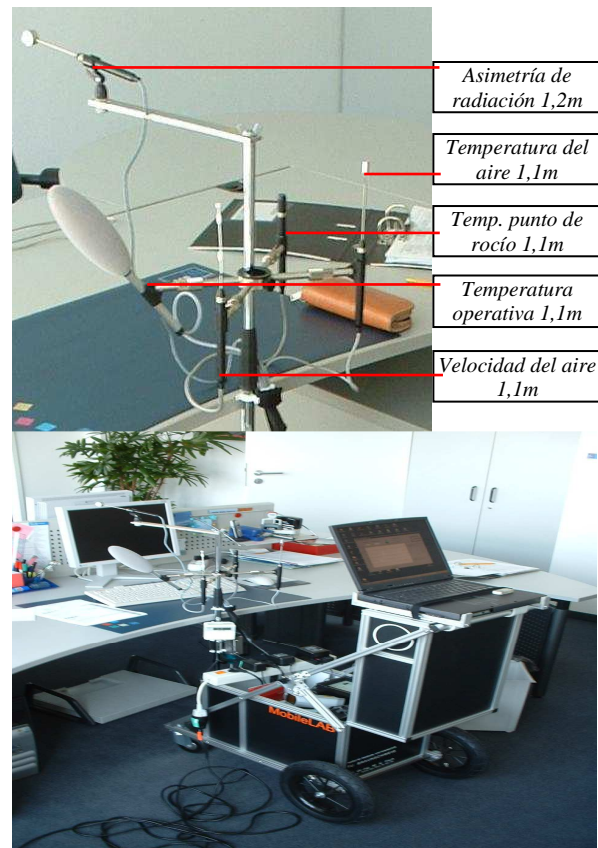 Asimetría de
radiación 1,2m
Temperatura del
aire 1,1m
Temp. punto de
rocío 1,1m
Temperatura
operativa 1,1m
Velocidad del aire
1,1m
MobileLAB